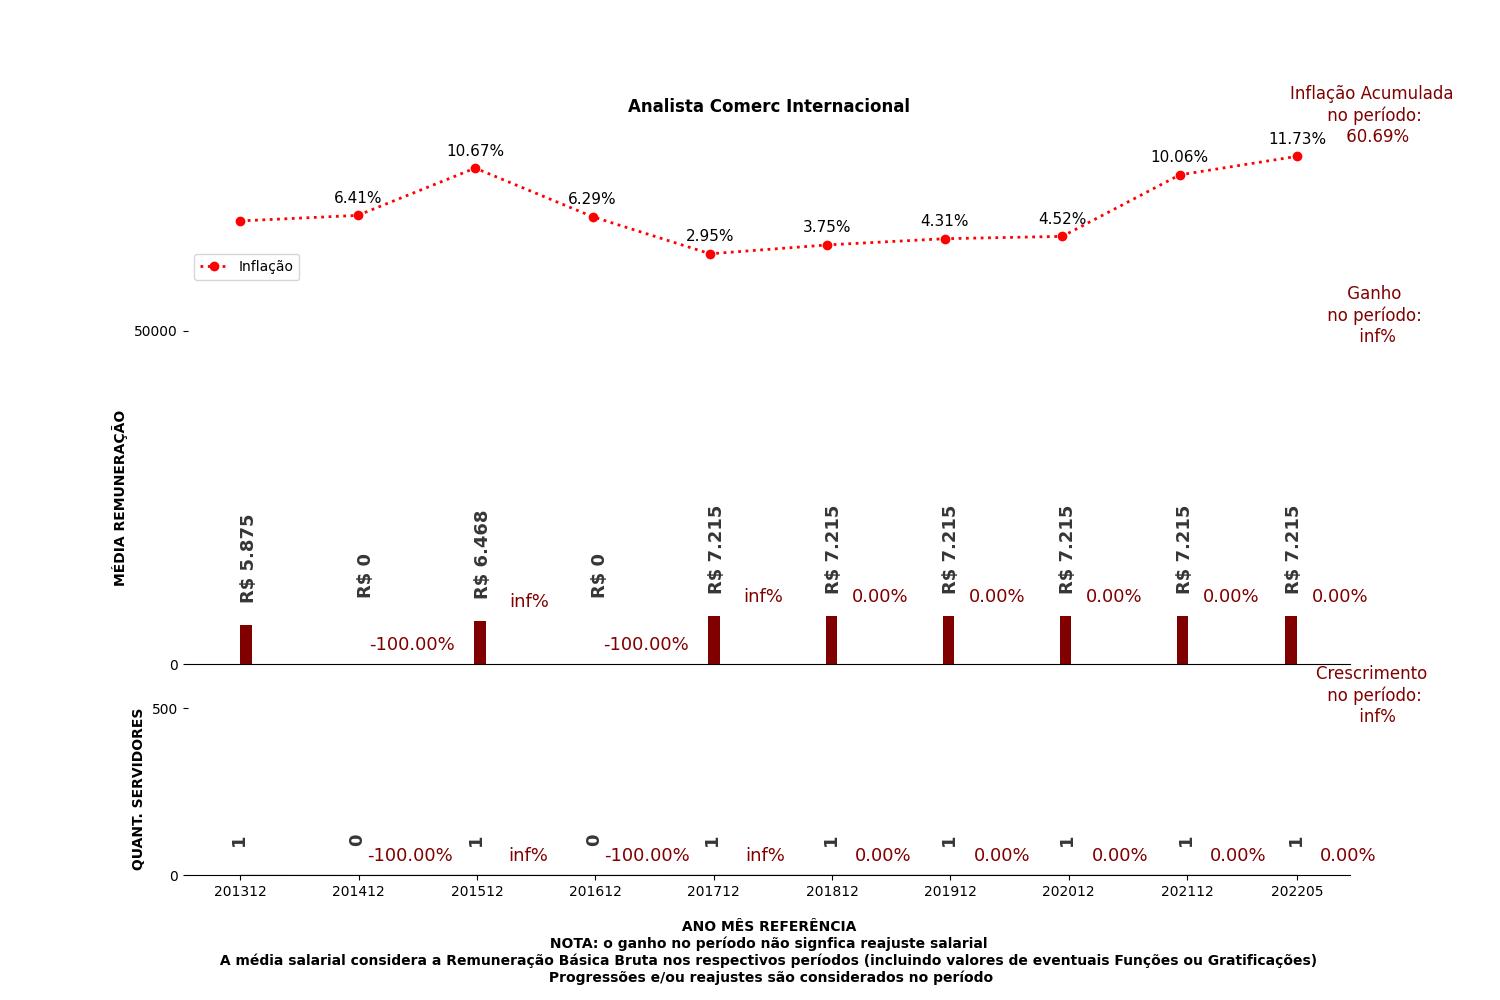 Analista Comerc Internacional
Inflação Acumulada
no período:
60.69%
6.41%
10.67%
6.29%
2.95%
3.75%
4.31%
4.52%
10.06%
11.73%
Inflação
Ganho
no período:
inf%
MÉDIA REMUNERAÇÃO
50000
0
R$ 5.875
R$ 0
R$ 6.468
R$ 0
R$ 7.215
R$ 7.215
R$ 7.215
R$ 7.215
R$ 7.215
R$ 7.215
-100.00%
inf%
-100.00%
inf%
0.00%
0.00%
0.00%
0.00%
0.00%
Crescrimento
no período:
inf%
QUANT. SERVIDORES
500
0
1
0
1
0
1
1
1
1
1
1
-100.00%
inf%
-100.00%
inf%
0.00%
0.00%
0.00%
0.00%
0.00%
201312
201412
201512
201612
201712
201812
201912
202012
202112
202205
ANO MÊS REFERÊNCIA
NOTA: o ganho no período não signfica reajuste salarial
A média salarial considera a Remuneração Básica Bruta nos respectivos períodos (incluindo valores de eventuais Funções ou Gratificações)
Progressões e/ou reajustes são considerados no período